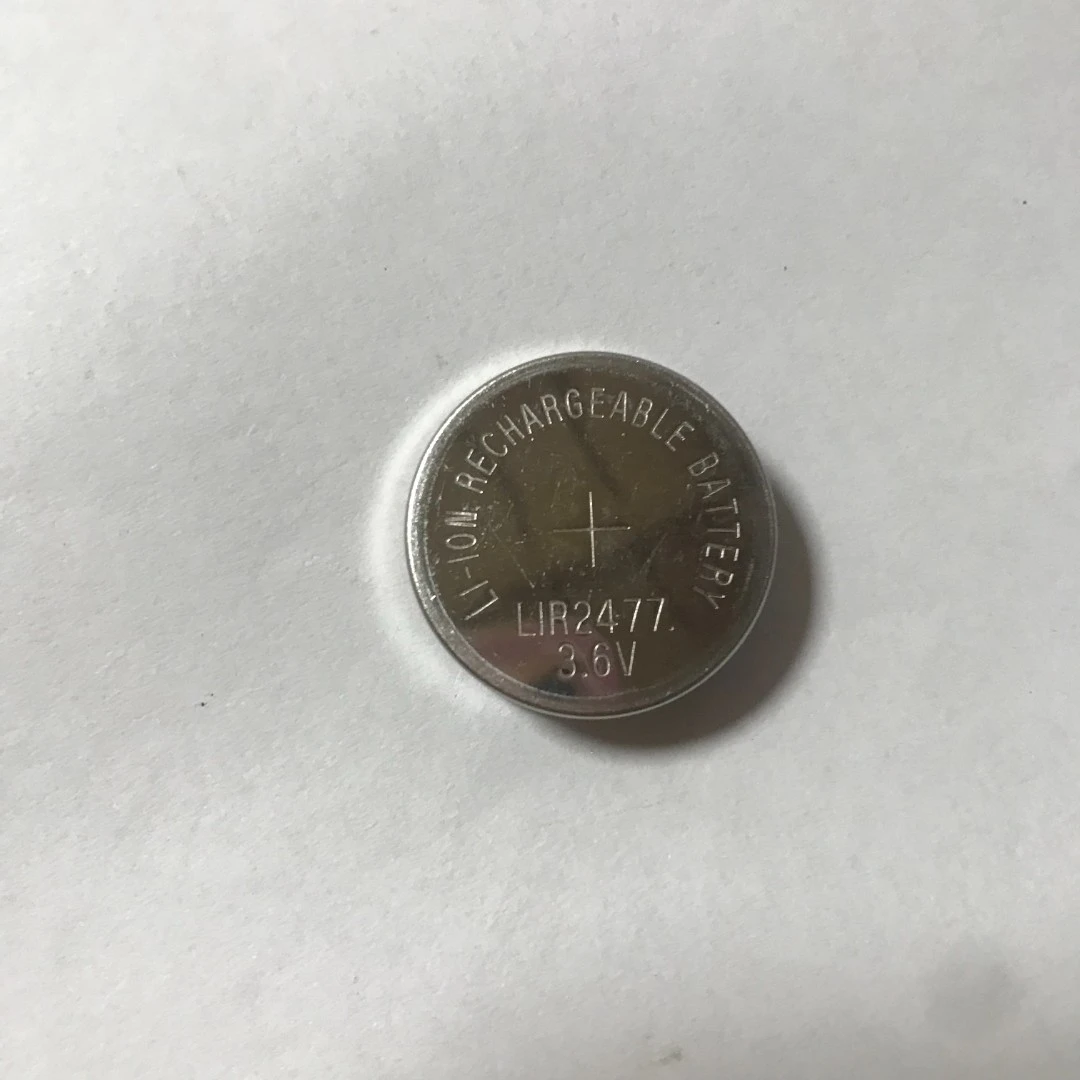 LI-ION RECHARGEABLE BATTERY
+
LIR2477.
3.6V